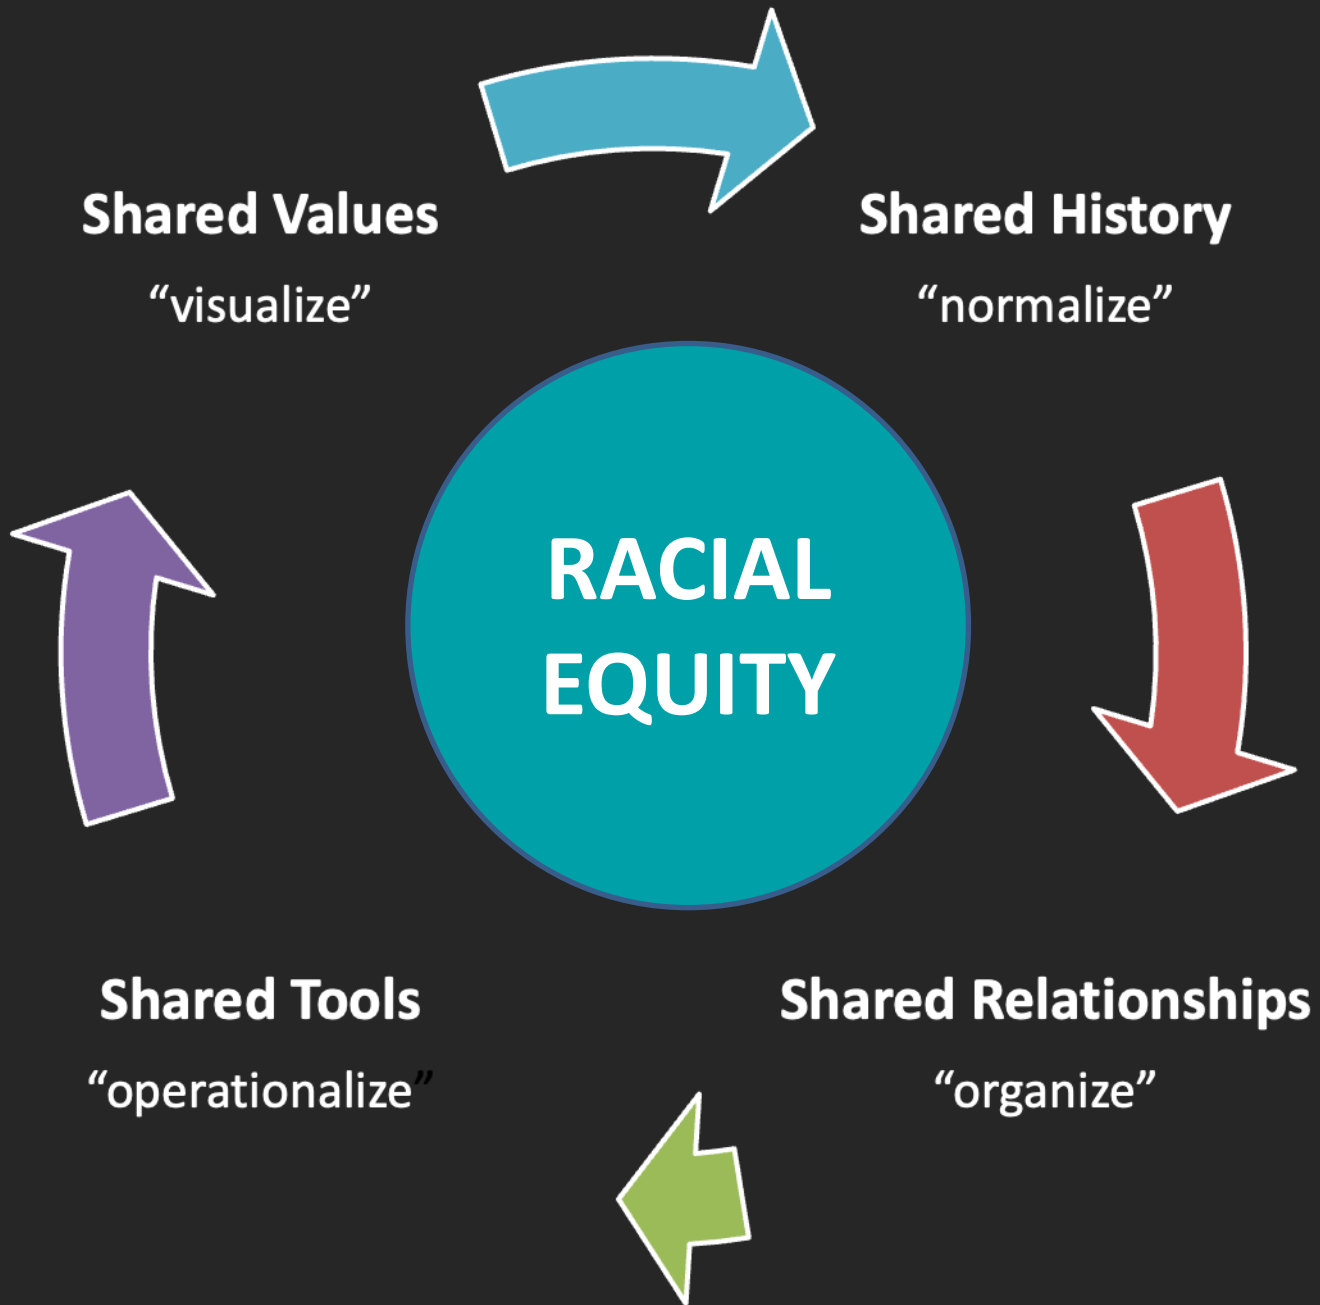 Shared Values
“visualize”
Shared History
“normalize”
RACIAL
EQUITY
Shared Tools
“operationalize”
Shared Relationships
“organize”